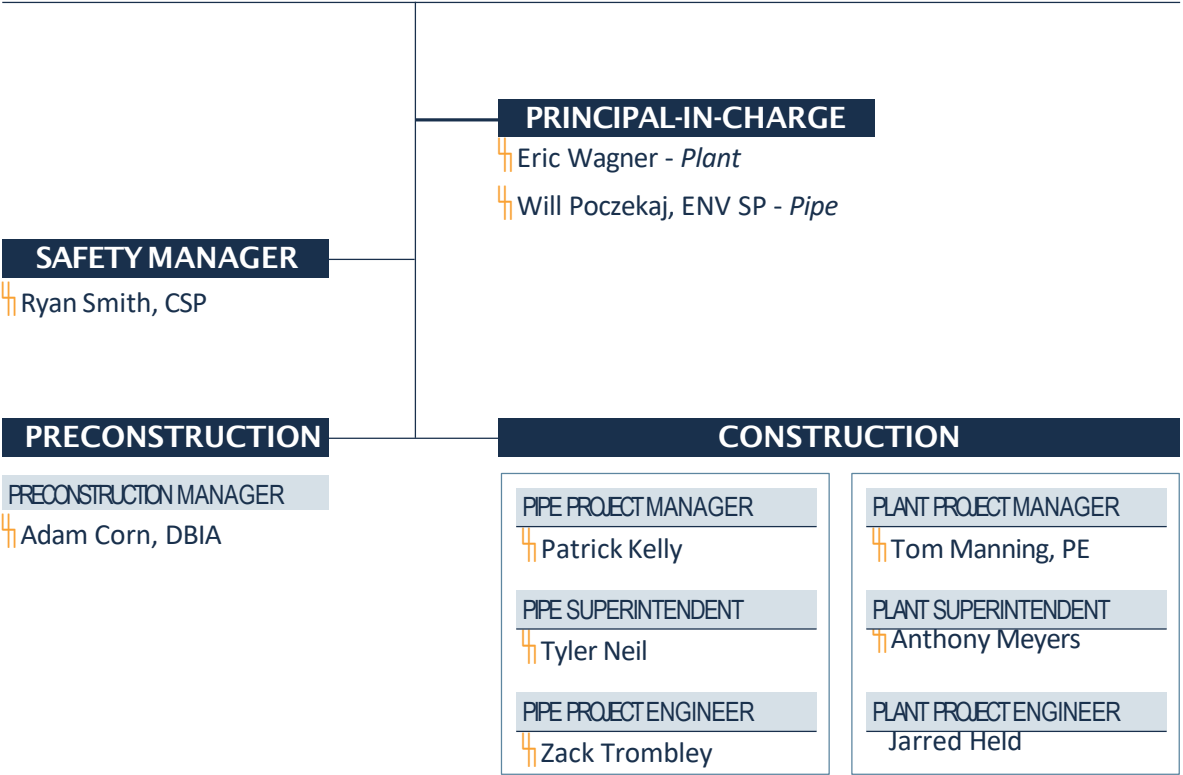 PRINCIPAL-IN-CHARGE
Eric Wagner - Plant
Will Poczekaj, ENV SP - Pipe
SAFETY MANAGER
Ryan Smith, CSP
PRECONSTRUCTION
PRECONSTRUCTION MANAGER
Adam Corn, DBIA
CONSTRUCTION
PIPE PROJECT MANAGER
Patrick Kelly
PIPE SUPERINTENDENT
Tyler Neil
PIPE PROJECT ENGINEER
Zack Trombley
PLANT PROJECT MANAGER
Tom Manning, PE
PLANT SUPERINTENDENT
Anthony Meyers
PLANT PROJECT ENGINEER
Jarred Held